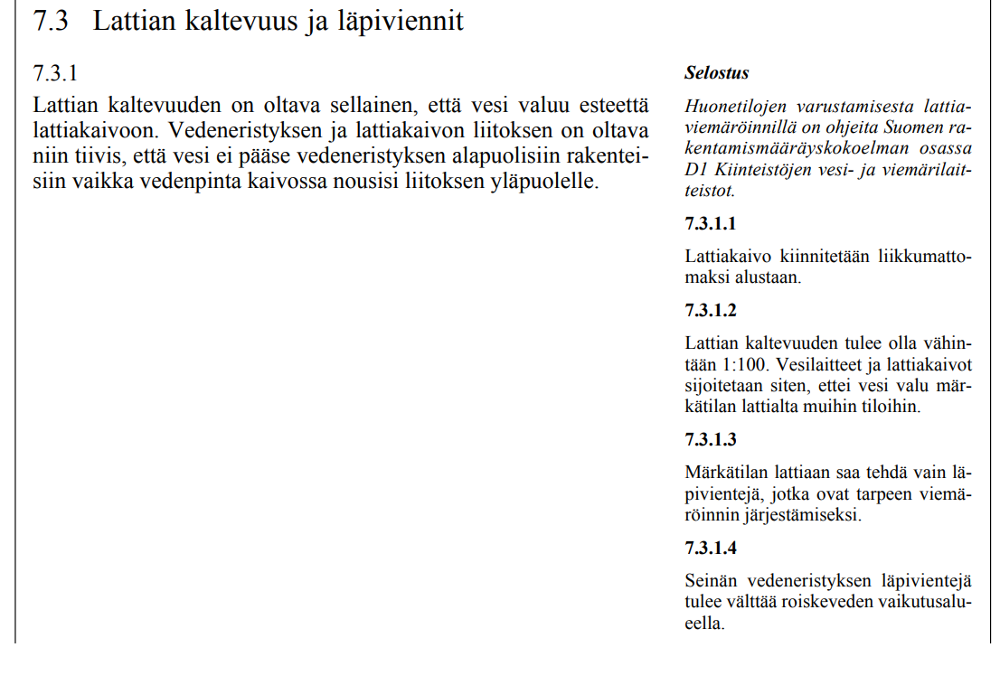 7.3 Lattian kaltevuus ja läpiviennit
7.3.1
Lattian kaltevuuden on oltava sellainen, että vesi valuu esteettä
lattiakaivoon. Vedeneristyksen ja lattiakaivon liitoksen on oltava
niin tiivis, että vesi ei pääse vedeneristyksen alapuolisiin rakentei-
siin vaikka vedenpinta kaivossa nousisi liitoksen yläpuolelle.
Selostus
Huonetilojen varustamisesta lattia-
viemäröinnillä on ohjeita Suomen ra-
kentamismääräyskokoelman osassa
D1 Kiinteistöjen vesi- ja viemärilait-
teistot.
7.3.1.1
Lattiakaivo kiinnitetään liikkumatto-
maksi alustaan.
7.3.1.2
Lattian kaltevuuden tulee olla vähin-
tään 1:100. Vesilaitteet ja lattiakaivot
sijoitetaan siten, ettei vesi valu mär-
kätilan lattialta muihin tiloihin.
7.3.1.3
Märkätilan lattiaan saa tehdä vain lä-
pivientejä, jotka ovat tarpeen viemä-
röinnin järjestämiseksi.
7.3.1.4
Seinän vedeneristyksen läpivientejä
tulee välttää roiskeveden vaikutusalu-
eella.